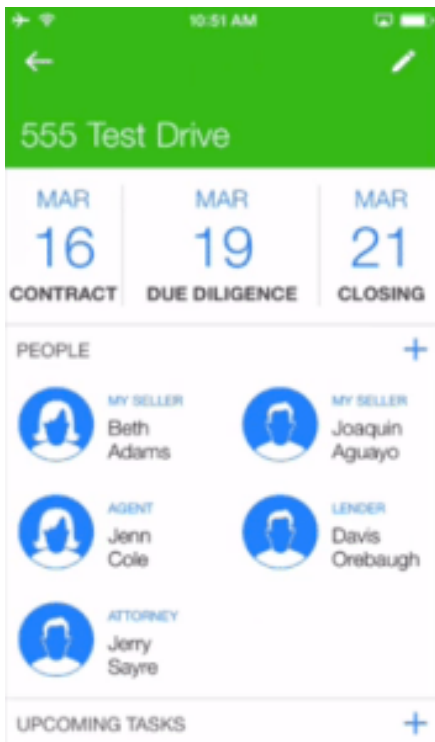 10:51 AM
555 Test Drive
MAR
16
CONTRACT
MAR
19
DUE DILIGENCE
MAR
21
CLOSING
PEOPLE
MY SELLER
Beth
Adams
MY SELLER
Joaquin
Aguayo
AGENT
Jenn
Cole
LENDER
Davis
Orebaugh
ATTORNEY
Jerry
Sayre
UPCOMING TASKS